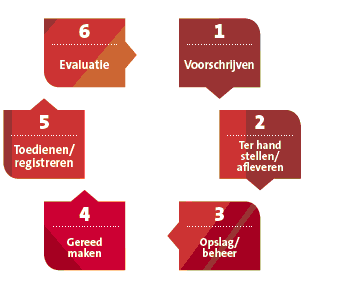 1
Voorschrijven
2
Ter hand
stellen/
afleveren
3
Opslag/
beheer
4
Gereed
maken
5
Toedienen/
registreren
6
Evaluatie